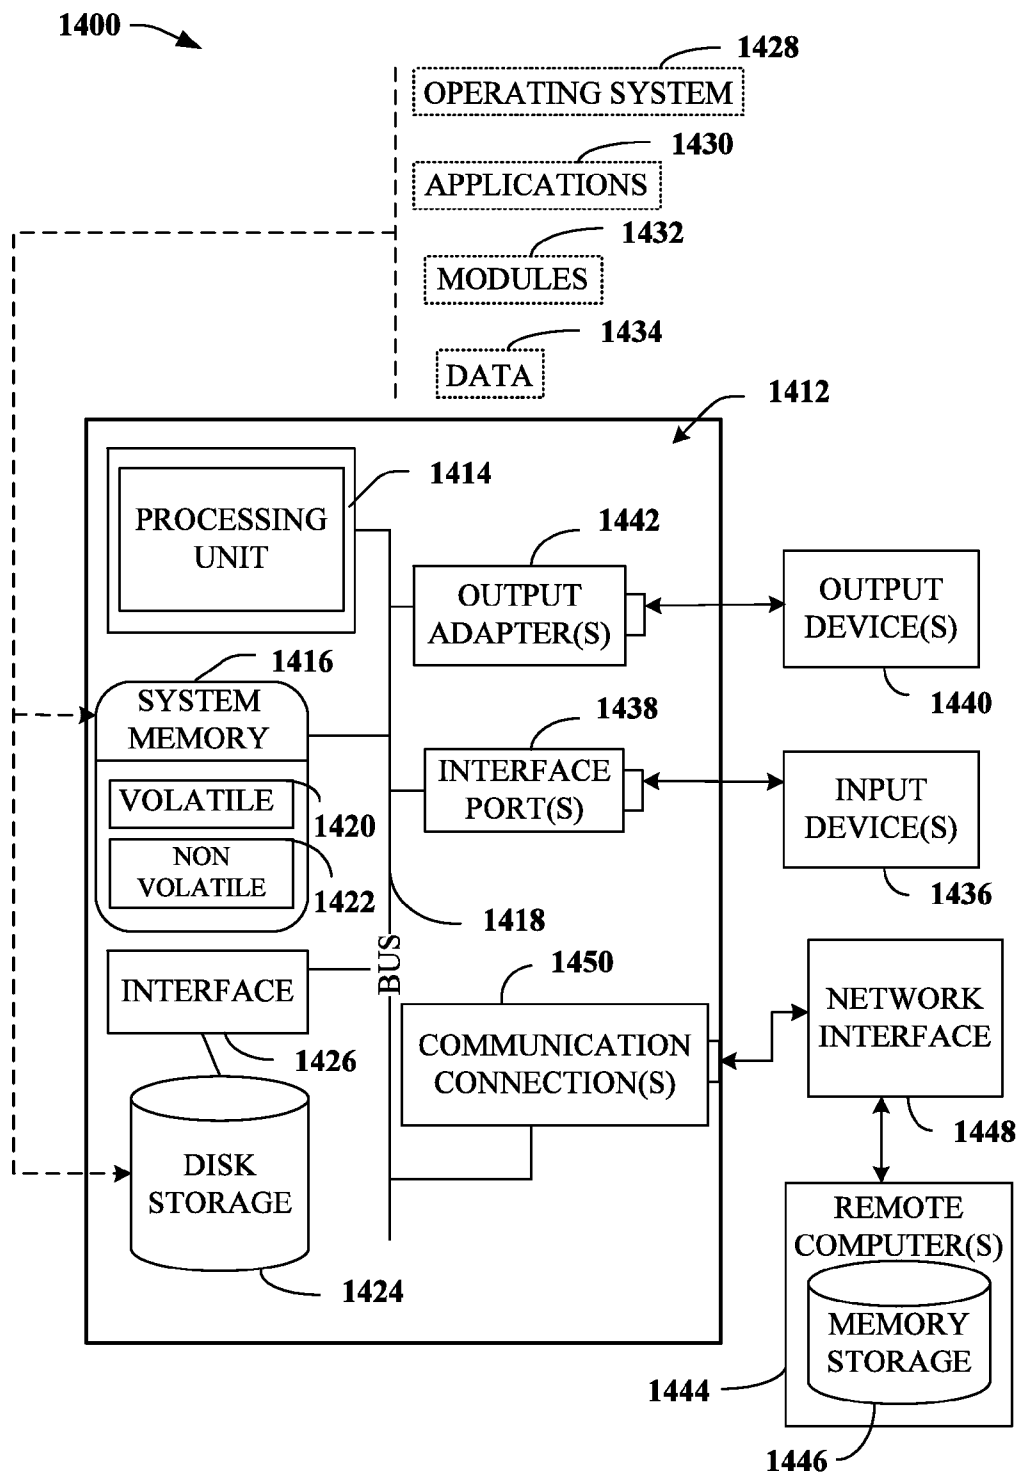 1400
1428
OPERATING SYSTEM
1430
APPLICATIONS
1432
MODULES
1434
DATA
1412
1414
PROCESSING
UNIT
1442
OUTPUT
ADAPTER(S)
OUTPUT
DEVICE(S)
1440
1416
SYSTEM
MEMORY
1438
INTERFACE
PORT(S)
INPUT
DEVICE(S)
1436
VOLATILE
1420
NON
VOLATILE
1422
1418
BUS
INTERFACE
1426
1450
COMMUNICATION
CONNECTION(S)
NETWORK
INTERFACE
1448
DISK
STORAGE
1424
REMOTE
COMPUTER(S)
MEMORY
STORAGE
1444
1446